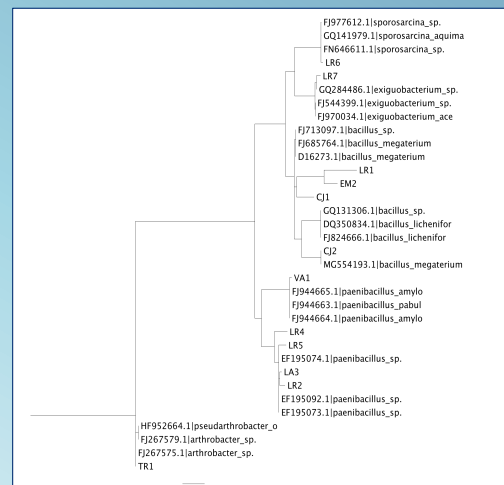 FJ977612.1|sporosarcina_sp.
GQ141979.1|sporosarcina_aquima
FN646611.1|sporosarcina_sp.
LR6
LR7
GQ284486.1|exiguobacterium_sp.
FJ544399.1|exiguobacterium_sp.
FJ970034.1|exiguobacterium_ace
FJ713097.1|bacillus_sp.
FJ685764.1|bacillus_megaterium
D16273.1|bacillus_megaterium
LR1
EM2
CJ1
GQ131306.1|bacillus_sp.
DQ350834.1|bacillus_lichenifor
FJ824666.1|bacillus_lichenifor
CJ2
MG554193.1|bacillus_megaterium
VA1
FJ944665.1|paenibacillus_amylo
FJ944663.1|paenibacillus_pabul
FJ944664.1|paenibacillus_amylo
LR4
LR5
EF195074.1|paenibacillus_sp.
LA3
LR2
EF195092.1|paenibacillus_sp.
EF195073.1|paenibacillus_sp.
HF952664.1|pseudarthrobacter_o
FJ267579.1|arthrobacter_sp.
FJ267575.1|arthrobacter_sp.
TR1